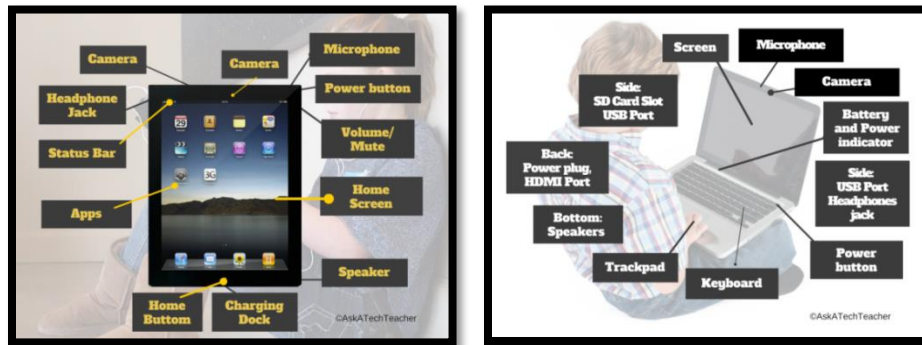 Camera
Camera
Microphone
Headphone
Jack
Power button
Status Bar
Volume/
Mute
Apps
Home
Screen
Speaker
Home
Buttom
Charging
Dock
©AskATechTeacher
Screen
Microphone
Camera
Side:
SD Card Slot
USB Port
Battery
and Power
indicator
Back:
Power plug,
HDMI Port
Side:
USB Port
Headphones
jack
Bottom:
Speakers
Trackpad
Keyboard
Power
button
©AskATechTeacher
29
3G